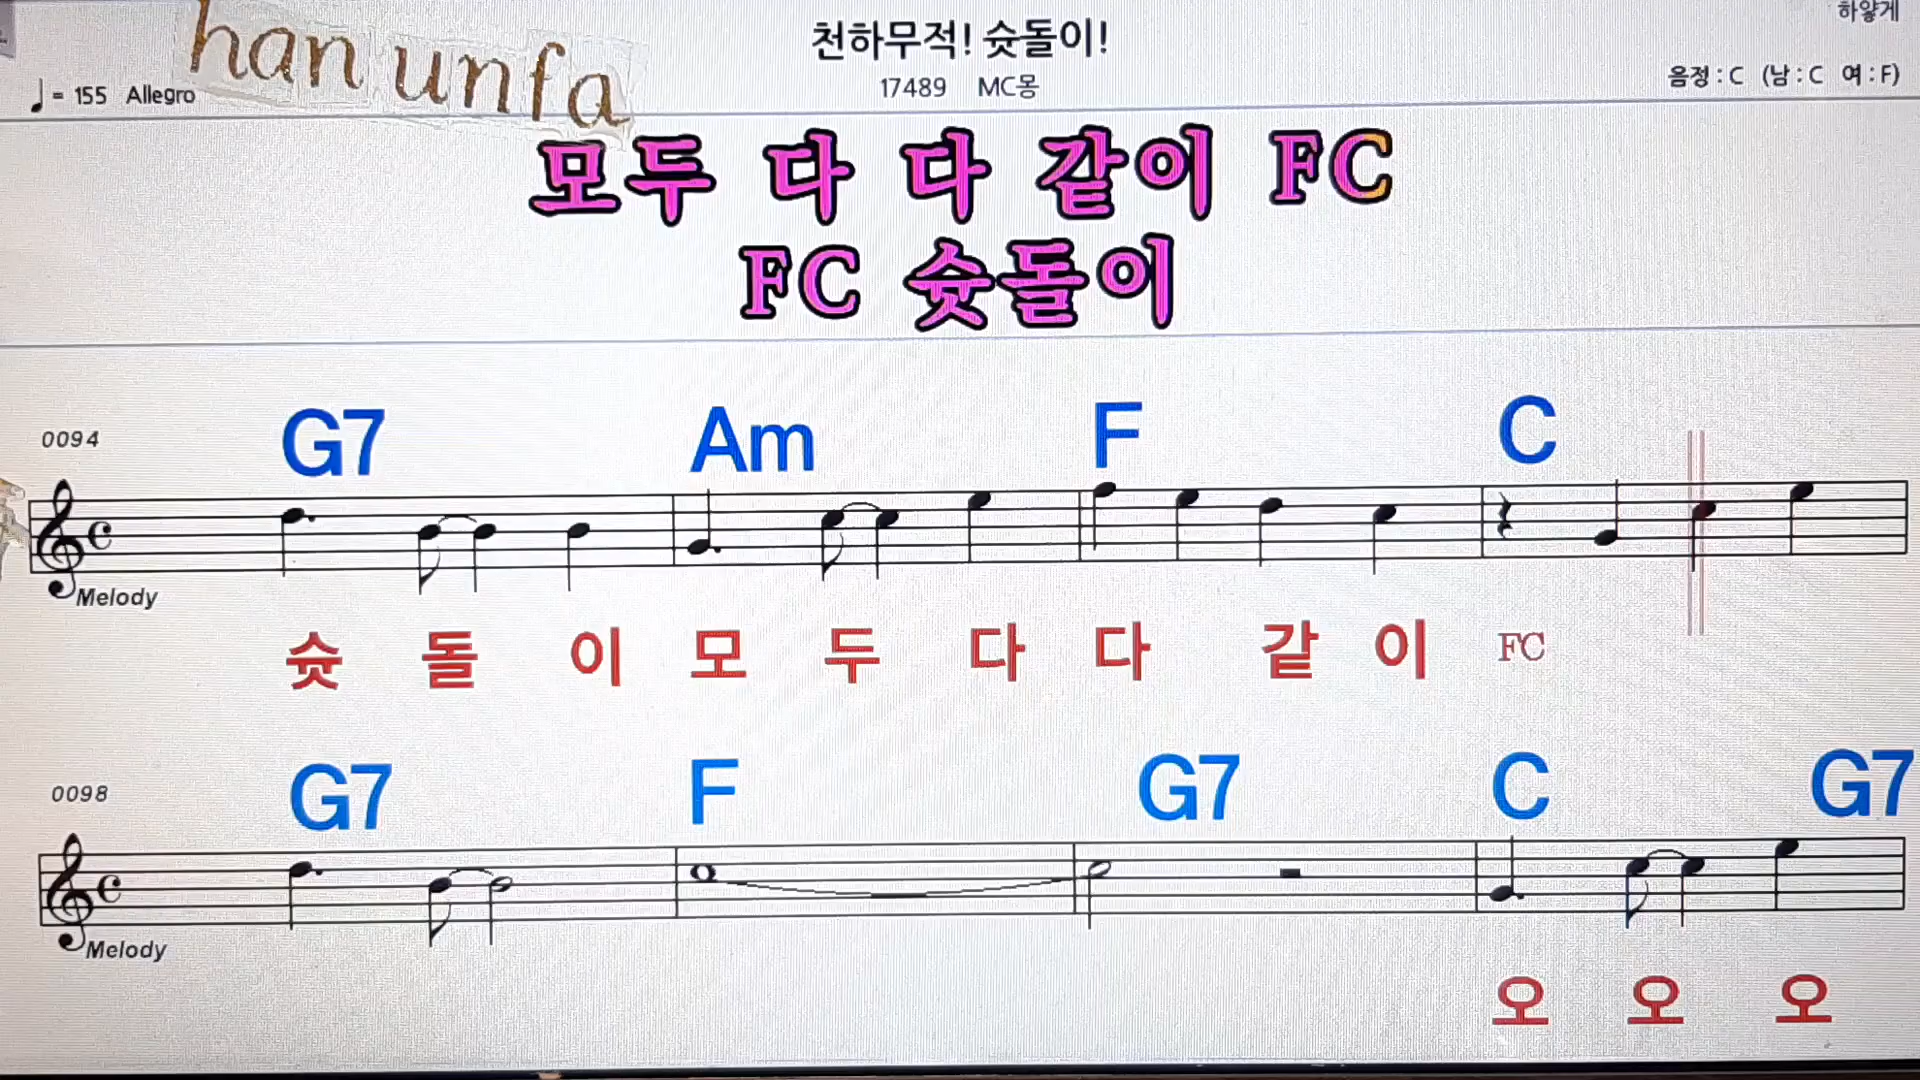 han unfa
천하무적! 슛돌이!
하얗게
♩= 155 Allegro
17489 MC몽
음정 : C (남 : C 여 : F)
모두 다 다 같이 FC
FC 슛돌이
0094
G7 Am F C
Melody
슛 돌 이 모 두 다 다 같 이 FC
0098
G7 F G7 C G7
Melody
오 오 오